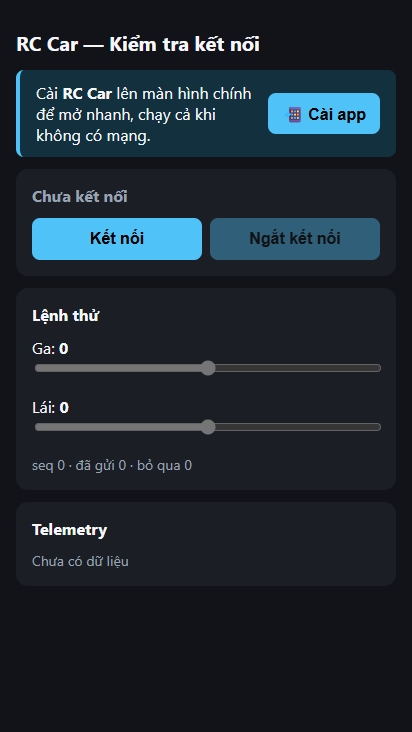 RC Car — Kiểm tra kết nối
Cài RC Car lên màn hình chính
để mở nhanh, chạy cả khi
không có mạng.
Cài app
Chưa kết nối
Kết nối
Ngắt kết nối
Lệnh thử
Ga: 0
Lái: 0
seq 0 · đã gửi 0 · bỏ qua 0
Telemetry
Chưa có dữ liệu